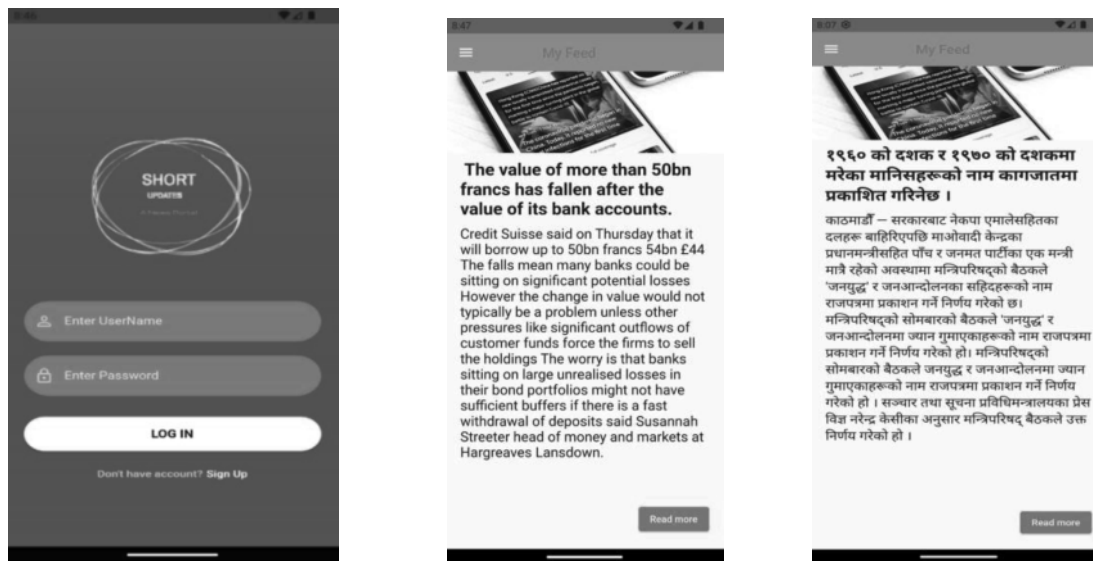 8:46
SHORT
UPDATES
A News Portal
Enter UserName
Enter Password
LOG IN
Don't have account? Sign Up
8:47
My Feed
The value of more than 50bn
francs has fallen after the
value of its bank accounts.
Credit Suisse said on Thursday that it
will borrow up to 50bn francs 54bn £44
The falls mean many banks could be
sitting on significant potential losses
However the change in value would not
typically be a problem unless other
pressures like significant outflows of
customer funds force the firms to sell
the holdings The worry is that banks
sitting on large unrealised losses in
their bond portfolios might not have
sufficient buffers if there is a fast
withdrawal of deposits said Susannah
Streeter head of money and markets at
Hargreaves Lansdown.
Read more
8:07
My Feed
१९६० को दशक र १९७० को दशकमा
मरेका मानिसहरूको नाम कागजातमा
प्रकाशित गरिनेछ ।
काठमाडौँ — सरकारबाट नेकपा एमालेसहितका
दलहरू बाहिरिएपछि माओवादी केन्द्रका
प्रधानमन्त्रीसहित पाँच र जनमत पार्टीका एक मन्त्री
मात्रै रहेको अवस्थामा मन्त्रिपरिषद्को बैठकले
'जनयुद्ध' र जनआन्दोलनका सहिदहरूको नाम
राजपत्रमा प्रकाशन गर्ने निर्णय गरेको छ।
मन्त्रिपरिषद्को सोमबारको बैठकले 'जनयुद्ध' र
जनआन्दोलनमा ज्यान गुमाएकाहरूको नाम राजपत्रमा
प्रकाशन गर्ने निर्णय गरेको हो। मन्त्रिपरिषद्को
सोमबारको बैठकले जनयुद्ध र जनआन्दोलनमा ज्यान
गुमाएकाहरूको नाम राजपत्रमा प्रकाशन गर्ने निर्णय
गरेको हो । सञ्चार तथा सूचना प्रविधिमन्त्रालयका प्रेस
विज्ञ नरेन्द्र केसीका अनुसार मन्त्रिपरिषद् बैठकले उक्त
निर्णय गरेको हो ।
Read more